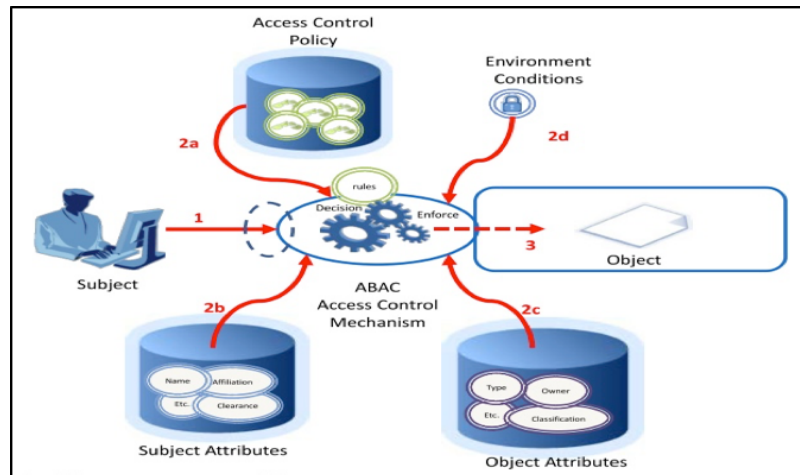 Access Control
Policy
Environment
Conditions
2a
2d
rules
Decision
Enforce
1
3
Subject
Object
ABAC
Access Control
Mechanism
2b
2c
Name
Affiliation
Etc.
Clearance
Subject Attributes
Type
Owner
Etc.
Classification
Object Attributes